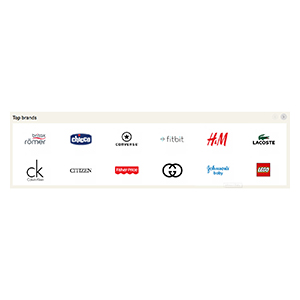 Top brands
britax
römer
chicco
CONVERSE
fitbit
H&M
LACOSTE
ck
Calvin Klein
CITIZEN
Fisher-Price
Johnson's
baby
LEGO